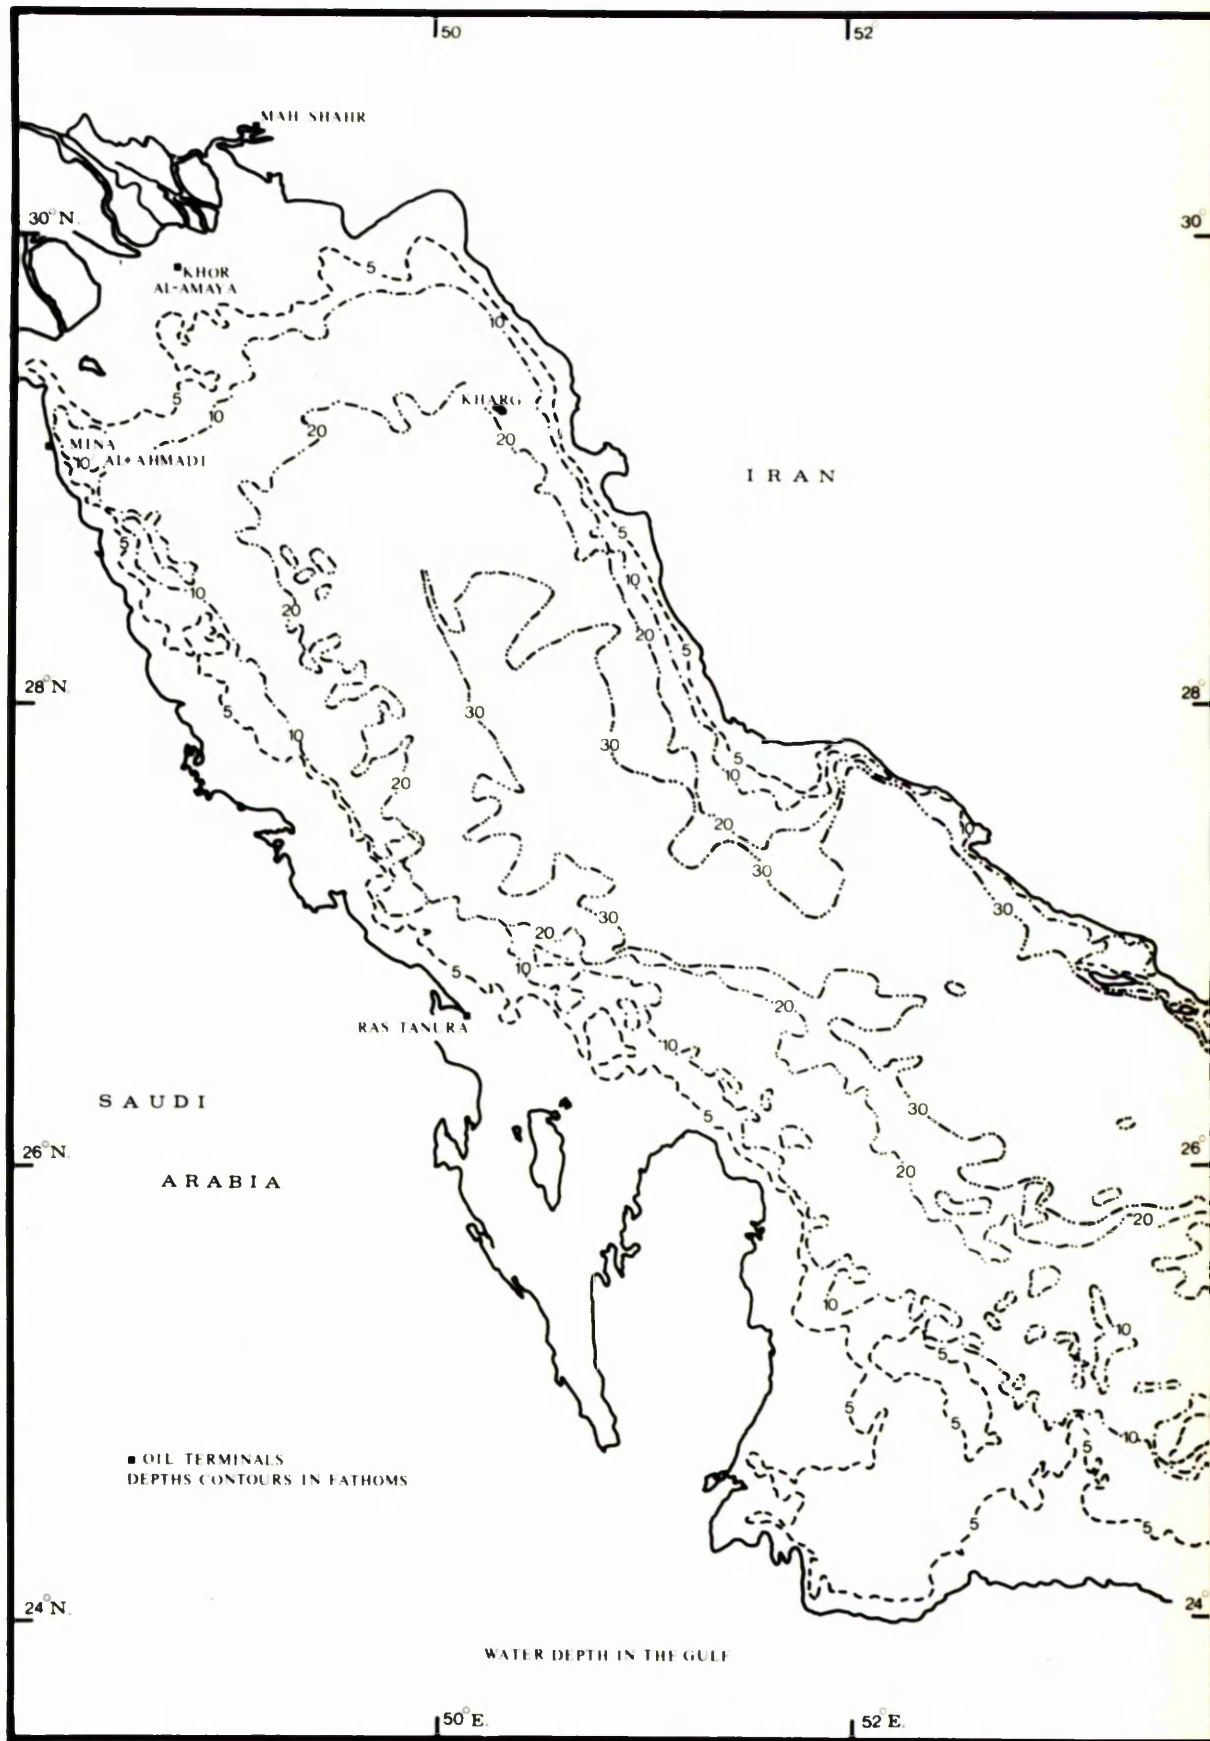 50
52°
MAH SHAHR
30°N.
30°
5
KHOR
AL-AMAYA
10
5
10
KHARG
20
20
MINA
10 AL-AHMADI
IRAN
5
5
10
10
20
20
5
28°N.
28°
5
30
10
30
5
10
20
20
10
30
30
30
20
5
10
20
RAS TANURA
10
SAUDI
30
5
26°N.
26°
20
ARABIA
20
10
10
5
5
5
10
5
■ OIL TERMINALS
DEPTHS CONTOURS IN FATHOMS
5
5
24°N.
24°
WATER DEPTH IN THE GULF
50°E.
52°E.